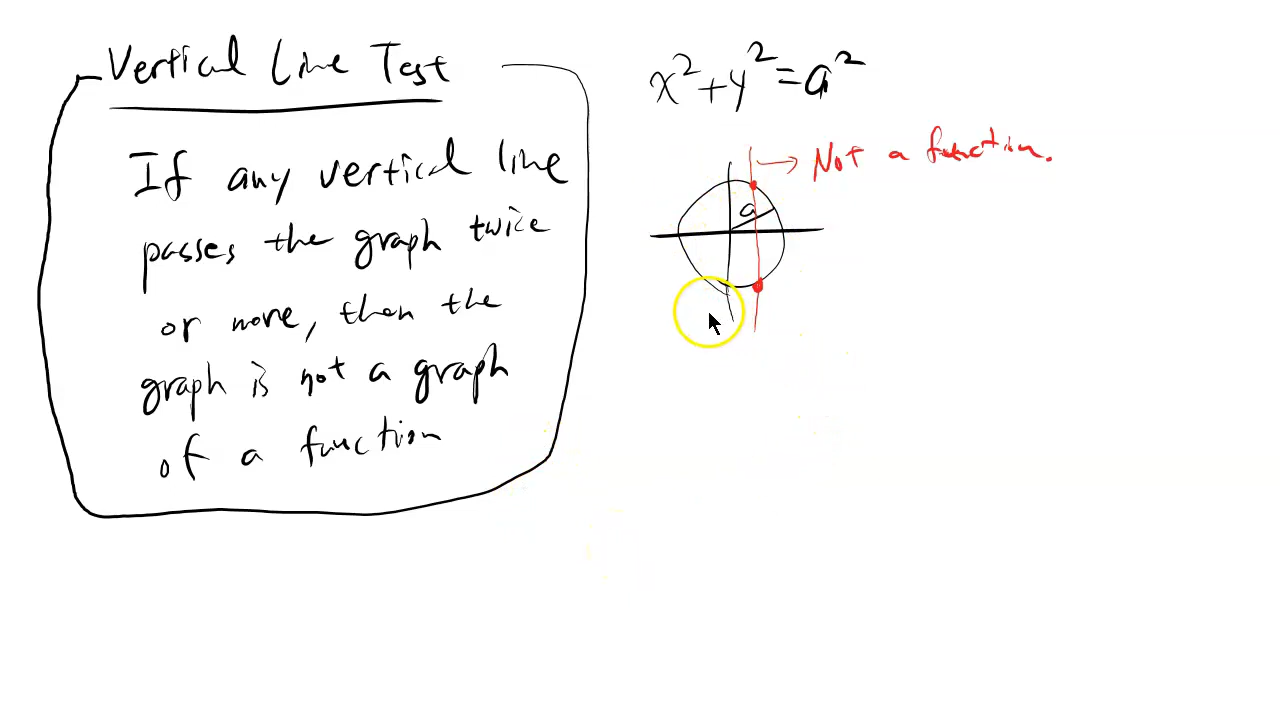 Vertical Line Test
If any vertical line
passes the graph twice
or more, then the
graph is not a graph
of a function
x²+y²=a²
→ Not a function.
a